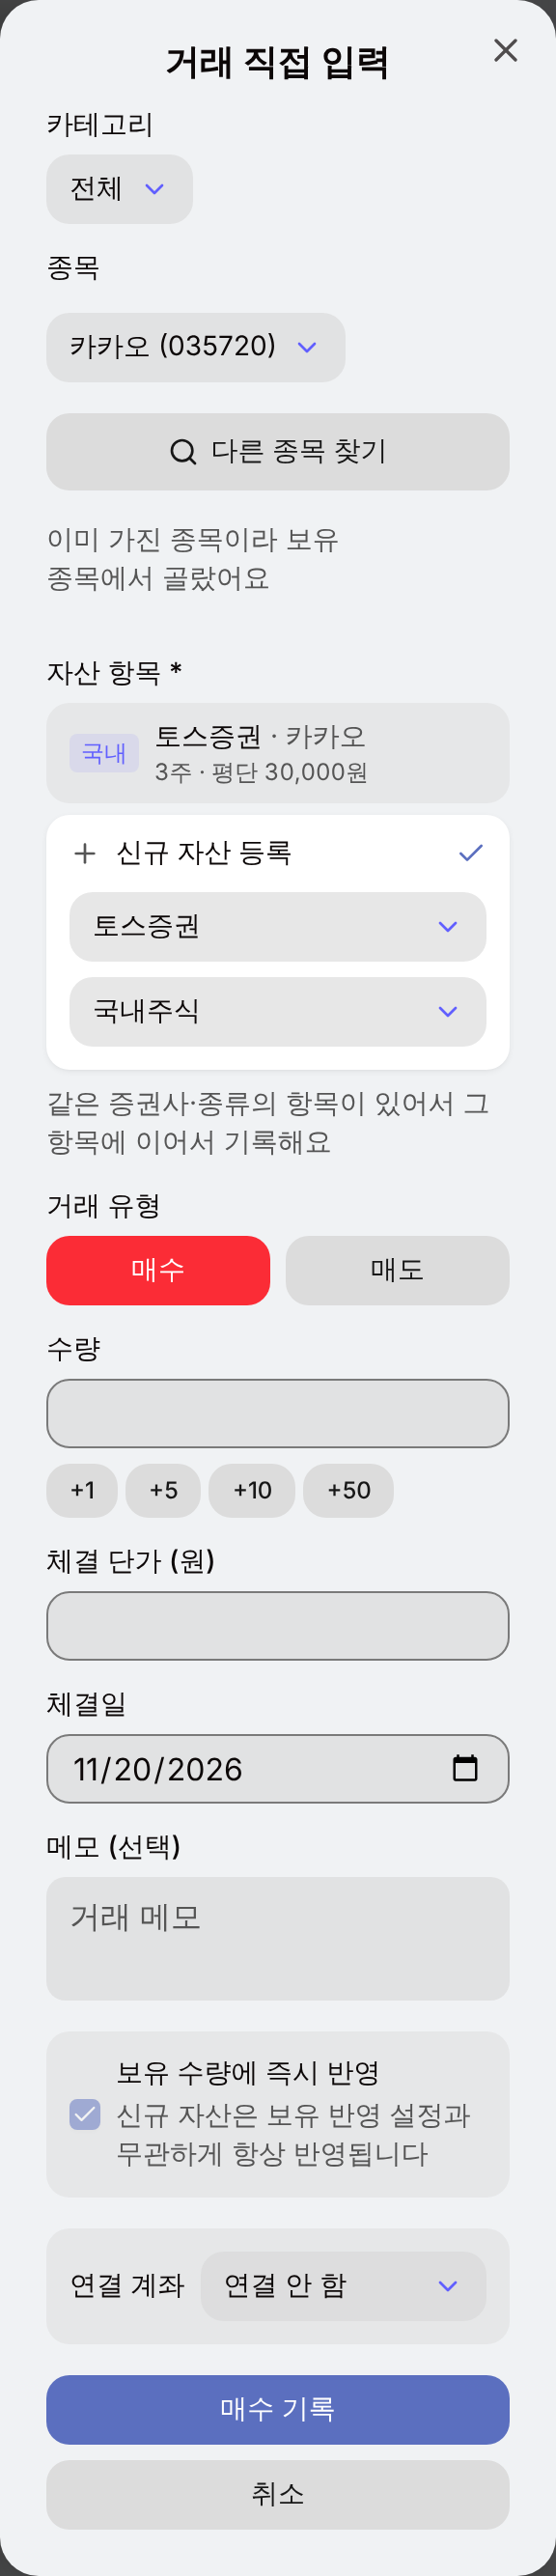 거래 직접 입력
카테고리
전체
종목
카카오 (035720)
다른 종목 찾기
이미 가진 종목이라 보유
종목에서 골랐어요
자산 항목 *
국내
토스증권 · 카카오
3주 · 평단 30,000원
신규 자산 등록
토스증권
국내주식
같은 증권사·종류의 항목이 있어서 그
항목에 이어서 기록해요
거래 유형
매수
매도
수량
+1
+5
+10
+50
체결 단가 (원)
체결일
11/20/2026
메모 (선택)
거래 메모
보유 수량에 즉시 반영
신규 자산은 보유 반영 설정과
무관하게 항상 반영됩니다
연결 계좌
연결 안 함
매수 기록
취소